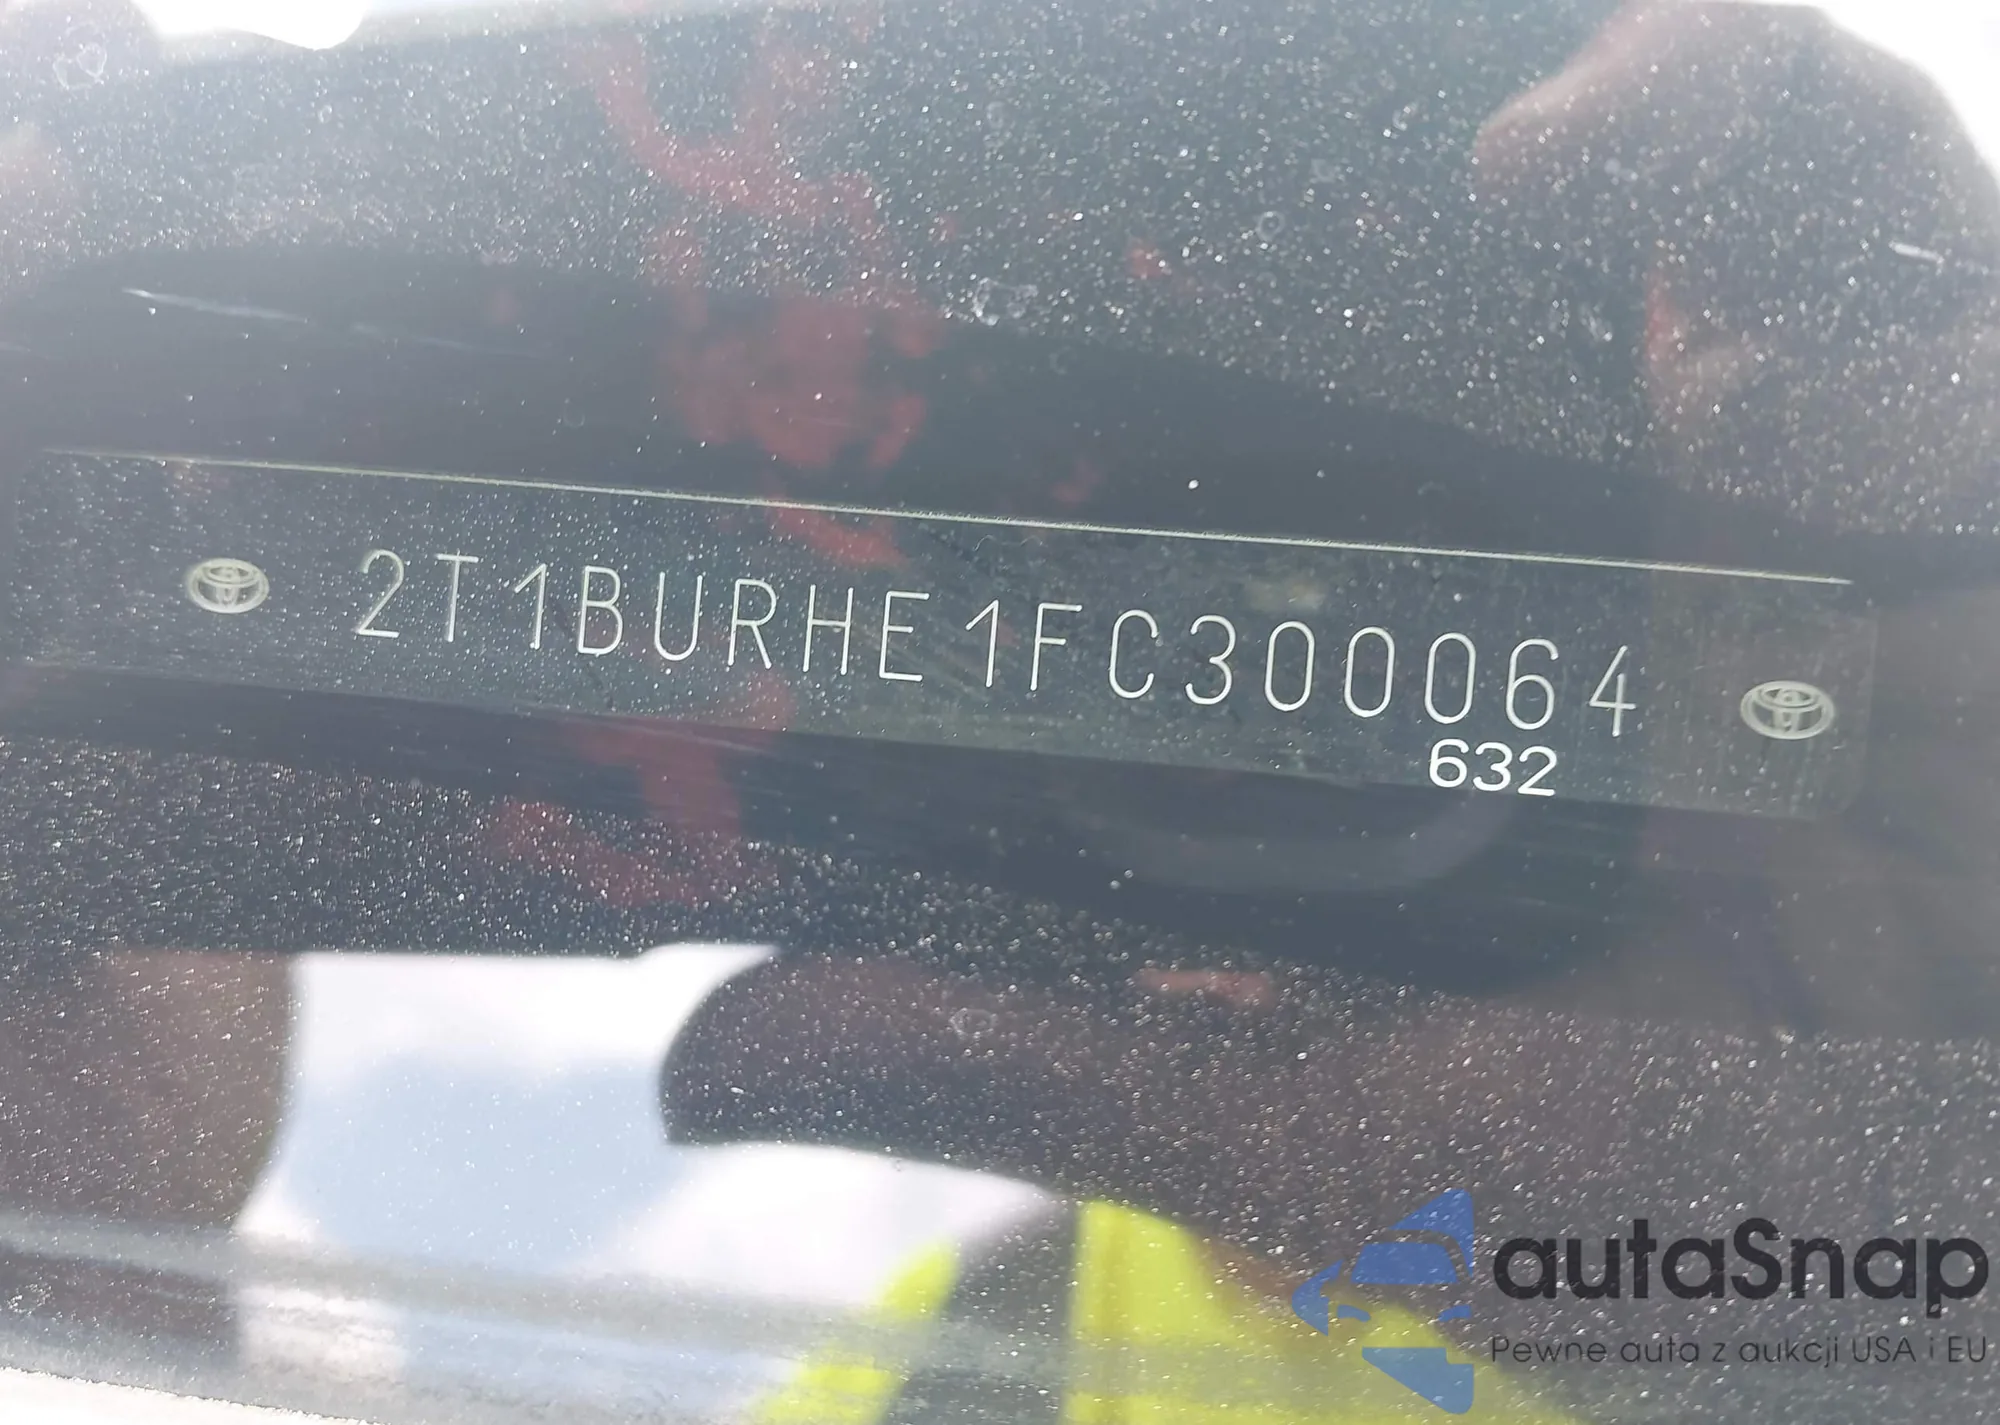 2T1BURHE1FC300064
632
autaSnap
Pewne auta z aukcji USA i EU